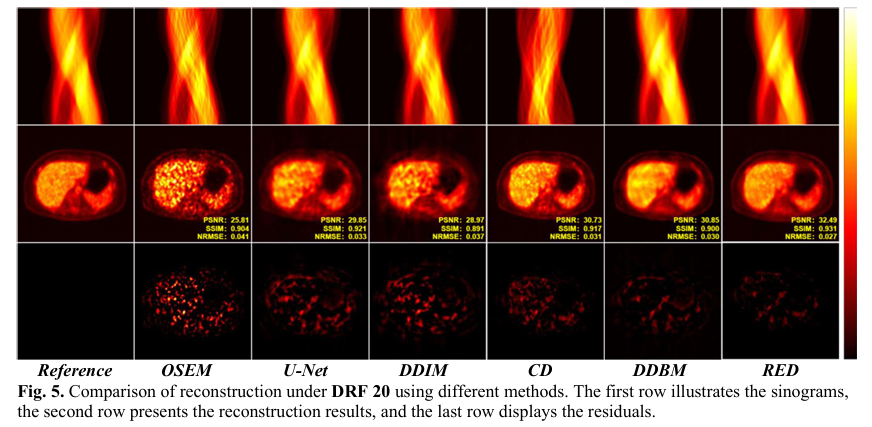 PSNR: 25.81
SSIM: 0.904
NRMSE: 0.041
PSNR: 29.85
SSIM: 0.921
NRMSE: 0.033
PSNR: 28.97
SSIM: 0.891
NRMSE: 0.037
PSNR: 30.73
SSIM: 0.917
NRMSE: 0.031
PSNR: 30.85
SSIM: 0.900
NRMSE: 0.030
PSNR: 32.49
SSIM: 0.931
NRMSE: 0.027
Reference OSEM U-Net DDIM CD DDBM RED
Fig. 5. Comparison of reconstruction under DRF 20 using different methods. The first row illustrates the sinograms,
the second row presents the reconstruction results, and the last row displays the residuals.